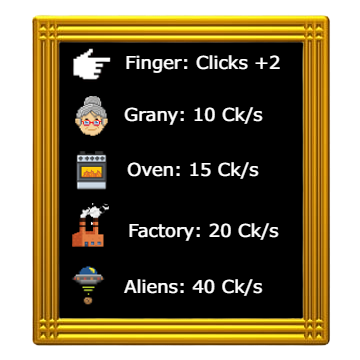 Finger: Clicks +2
Grany: 10 Ck/s
Oven: 15 Ck/s
Factory: 20 Ck/s
Aliens: 40 Ck/s